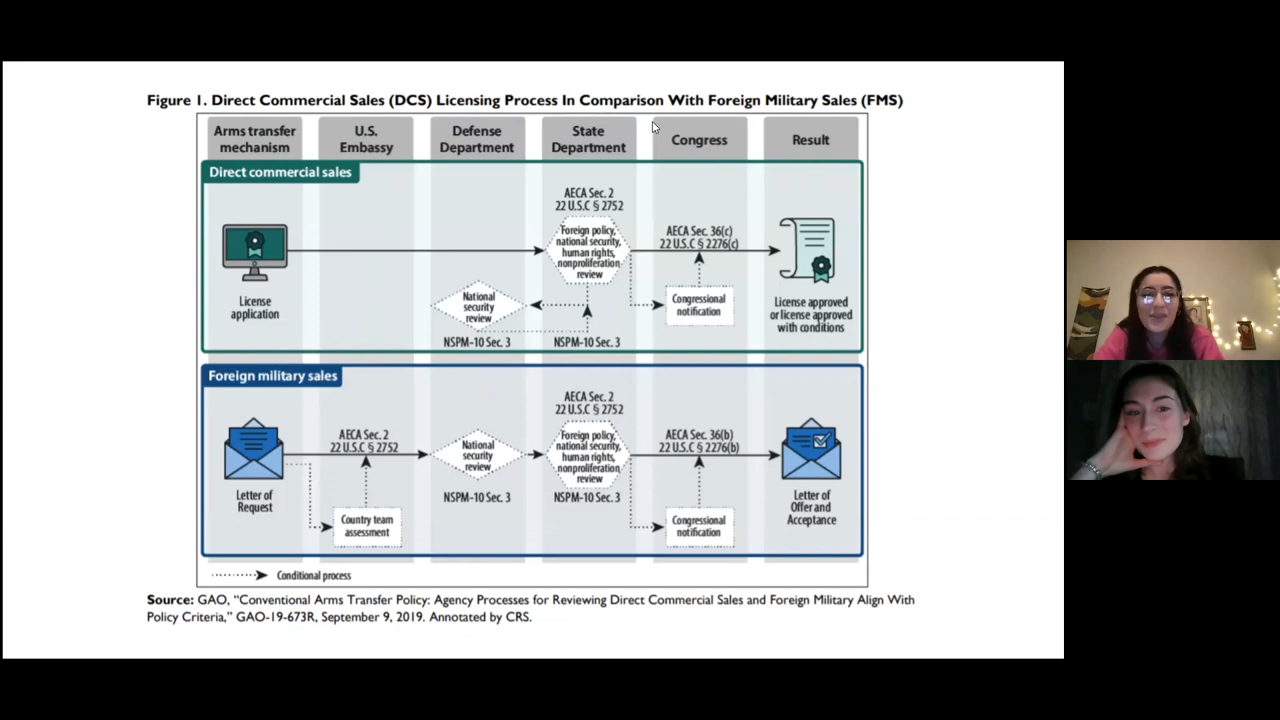 Figure 1. Direct Commercial Sales (DCS) Licensing Process In Comparison With Foreign Military Sales (FMS)
Arms transfer
mechanism
U.S.
Embassy
Defense
Department
State
Department
Congress
Result
Direct commercial sales
AECA Sec. 2
22 U.S.C § 2752
Foreign policy,
national security,
human rights,
nonproliferation
review
AECA Sec. 36(c)
22 U.S.C § 2276(c)
License
application
National
security
review
Congressional
notification
License approved
or license approved
with conditions
NSPM-10 Sec. 3
NSPM-10 Sec. 3
Foreign military sales
AECA Sec. 2
22 U.S.C § 2752
AECA Sec. 2
22 U.S.C § 2752
National
security
review
Foreign policy,
national security,
human rights,
nonproliferation
review
AECA Sec. 36(b)
22 U.S.C § 2276(b)
Letter of
Request
NSPM-10 Sec. 3
NSPM-10 Sec. 3
Letter of
Offer and
Acceptance
Country team
assessment
Congressional
notification
Conditional process
Source: GAO, “Conventional Arms Transfer Policy: Agency Processes for Reviewing Direct Commercial Sales and Foreign Military Align With
Policy Criteria,” GAO-19-673R, September 9, 2019. Annotated by CRS.